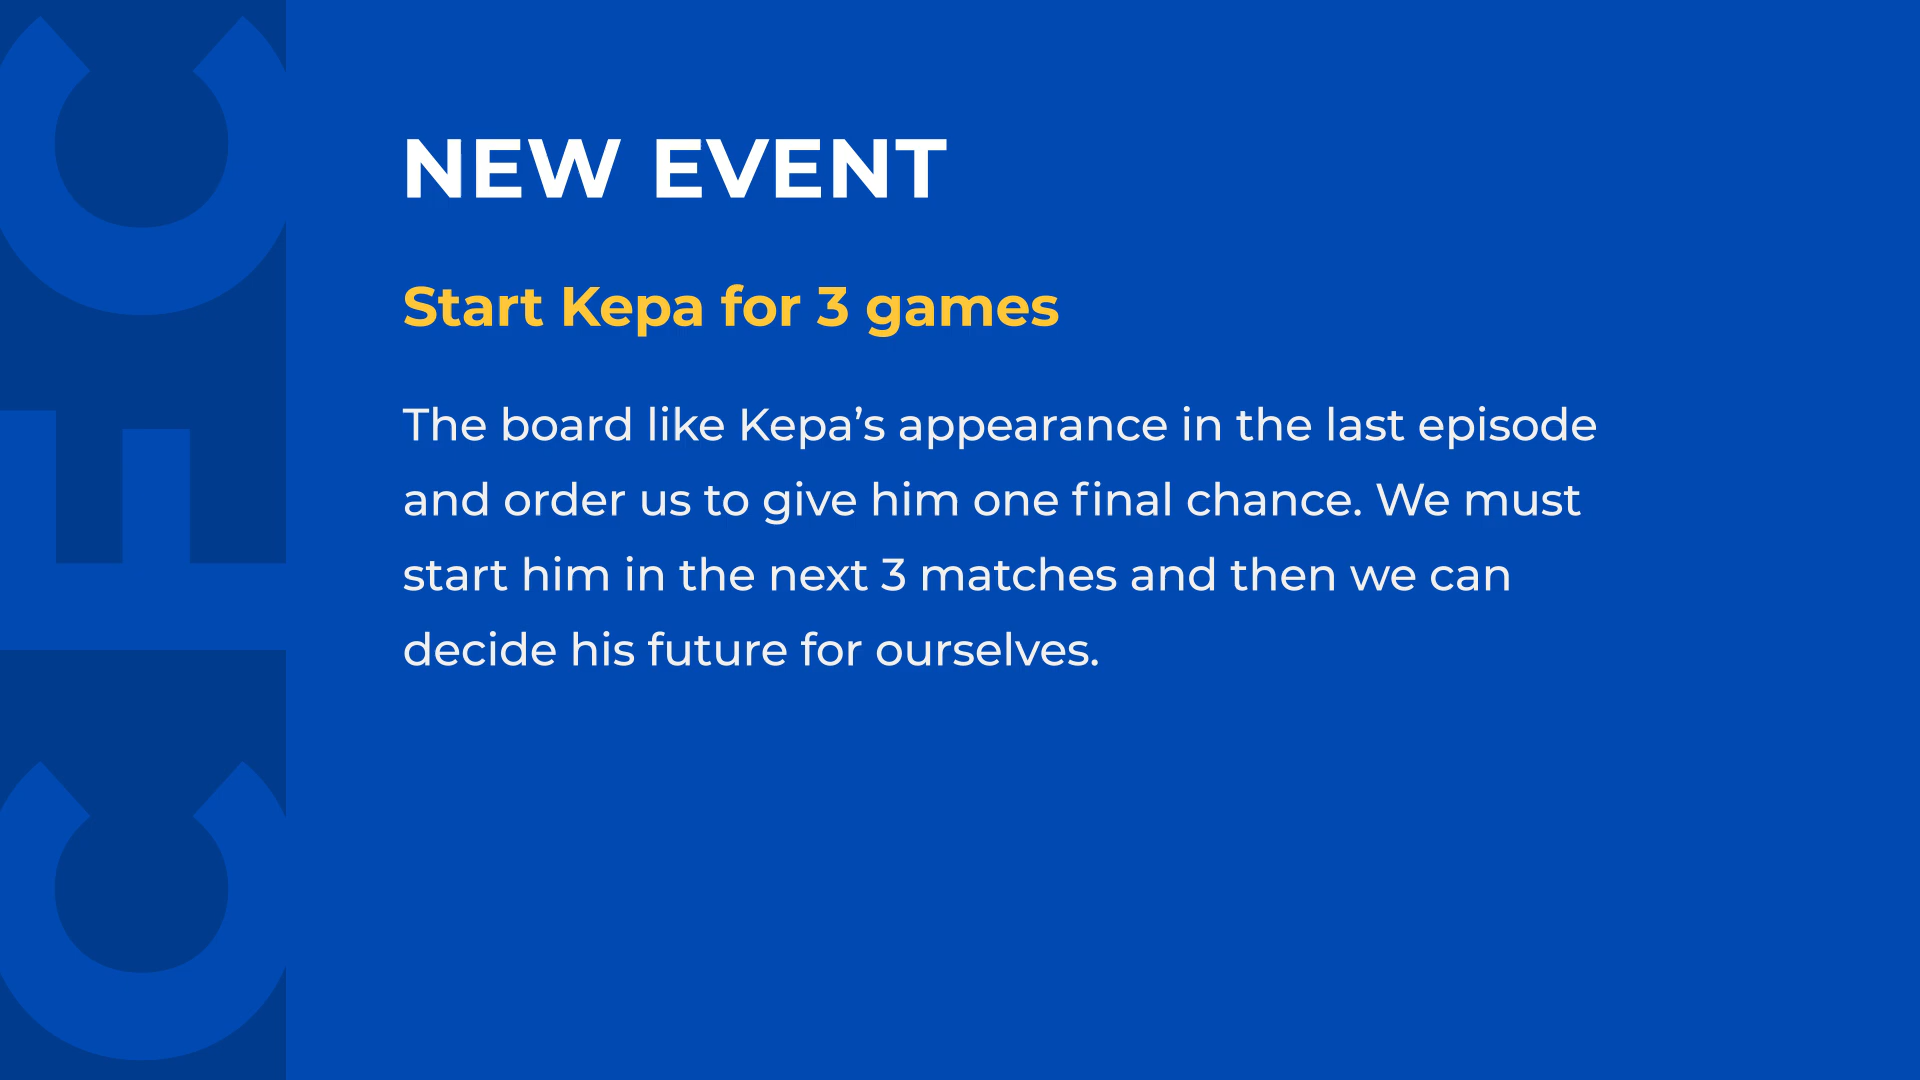 CFC
NEW EVENT
Start Kepa for 3 games
The board like Kepa’s appearance in the last episode
and order us to give him one final chance. We must
start him in the next 3 matches and then we can
decide his future for ourselves.